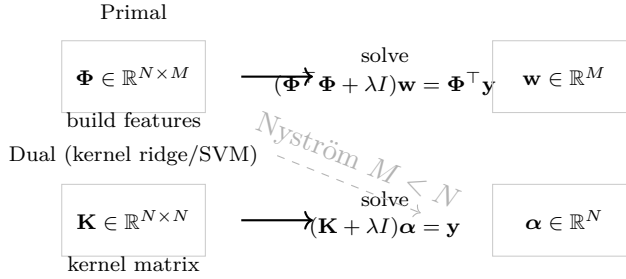 Primal
Φ ∈ ℝ^{N×M}
build features
solve
(Φ^⊤Φ + λI)w = Φ^⊤y
w ∈ ℝ^M
Nyström M < N
Dual (kernel ridge/SVM)
K ∈ ℝ^{N×N}
kernel matrix
solve
(K + λI)α = y
α ∈ ℝ^N